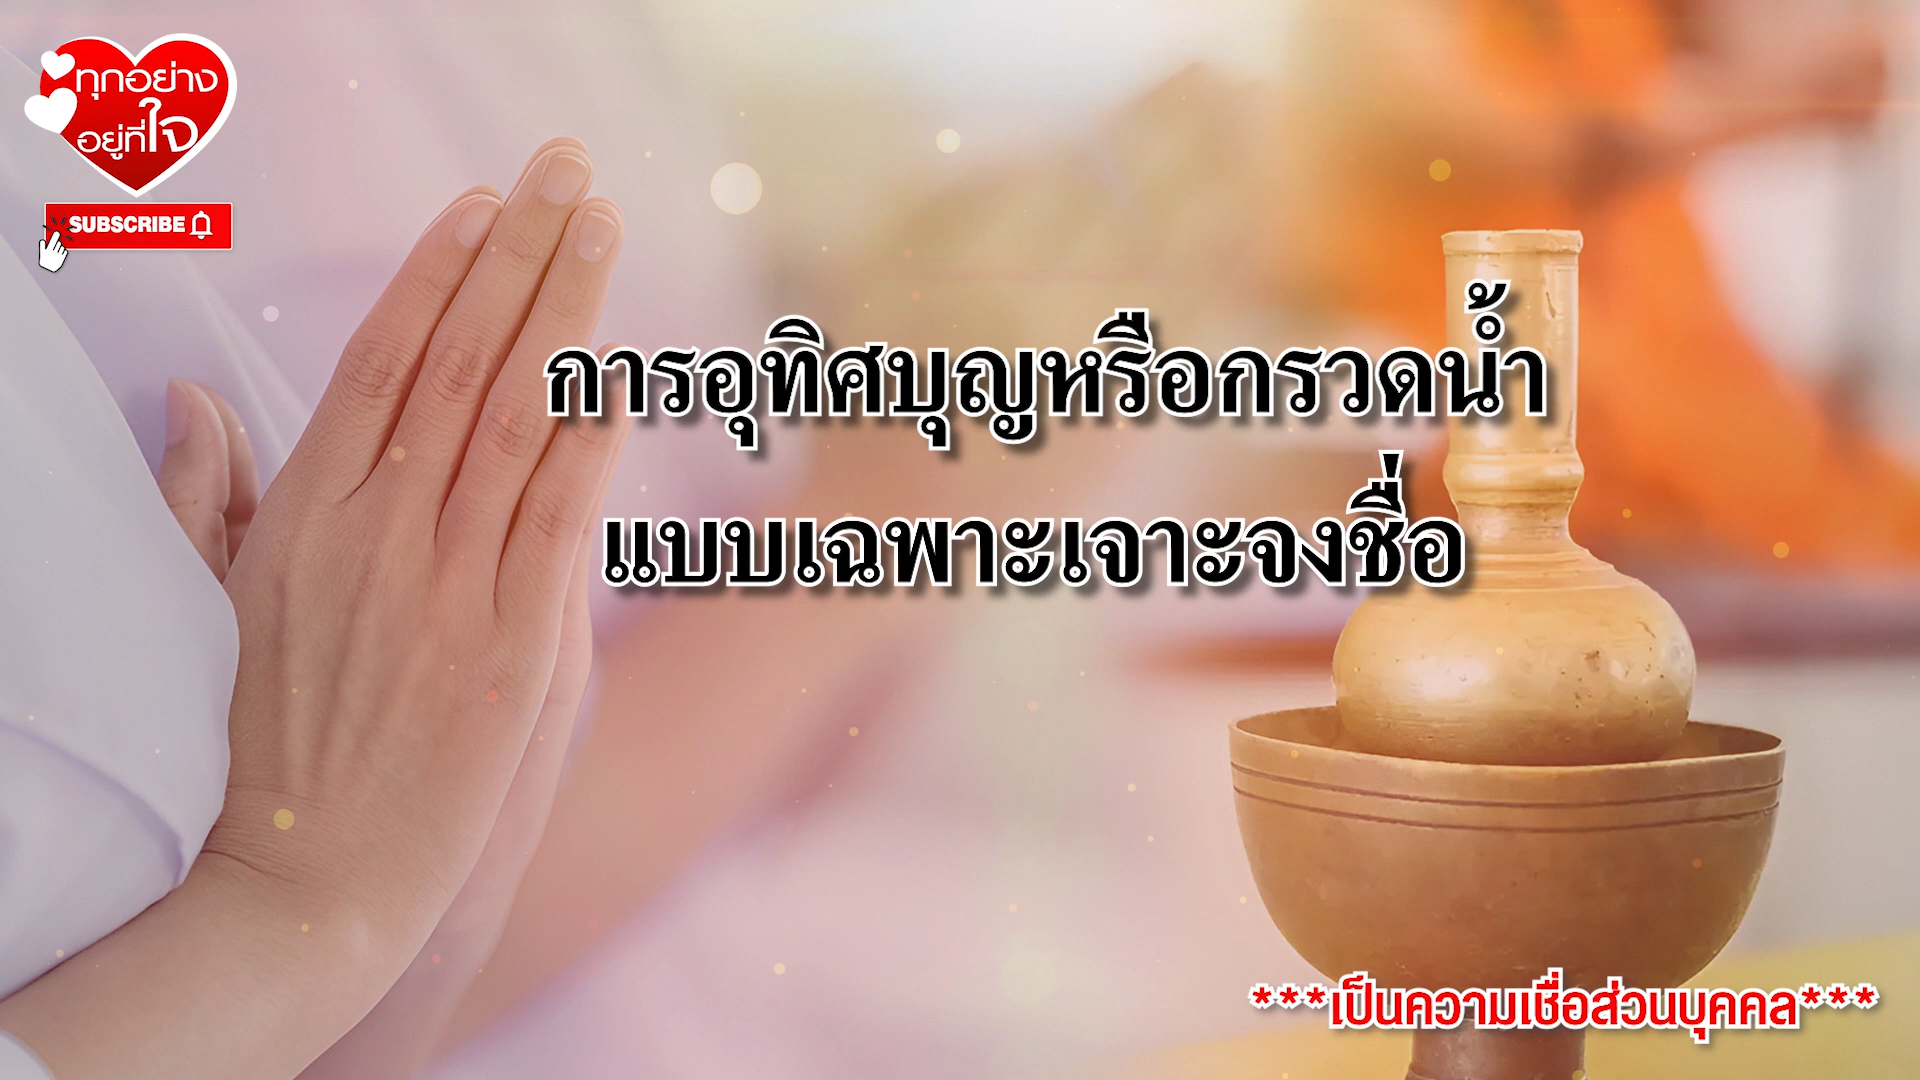 ทุกอย่าง
อยู่ที่ใจ
SUBSCRIBE
การอุทิศบุญหรือกรวดน้ำ
แบบเฉพาะเจาะจงชื่อ
***เป็นความเชื่อส่วนบุคคล***